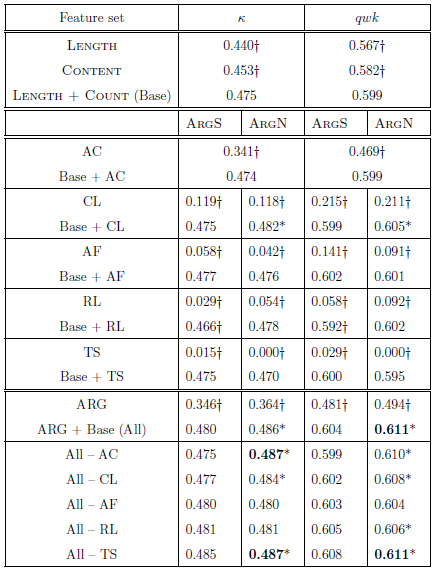 Feature set κ qwk
LENGTH 0.440† 0.567†
CONTENT 0.453† 0.582†
LENGTH + COUNT (Base) 0.475 0.599
ARGS ARGN ARGS ARGN
AC 0.341† 0.469†
Base + AC 0.474 0.599
CL 0.119† 0.118† 0.215† 0.211†
Base + CL 0.475 0.482* 0.599 0.605*
AF 0.058† 0.042† 0.141† 0.091†
Base + AF 0.477 0.476 0.602 0.601
RL 0.029† 0.054† 0.058† 0.092†
Base + RL 0.466† 0.478 0.592† 0.602
TS 0.015† 0.000† 0.029† 0.000†
Base + TS 0.475 0.470 0.600 0.595
ARG 0.346† 0.364† 0.481† 0.494†
ARG + Base (All) 0.480 0.486* 0.604 0.611*
All – AC 0.475 0.487* 0.599 0.610*
All – CL 0.477 0.484* 0.602 0.608*
All – AF 0.480 0.480 0.603 0.604
All – RL 0.481 0.481 0.605 0.606*
All – TS 0.485 0.487* 0.608 0.611*